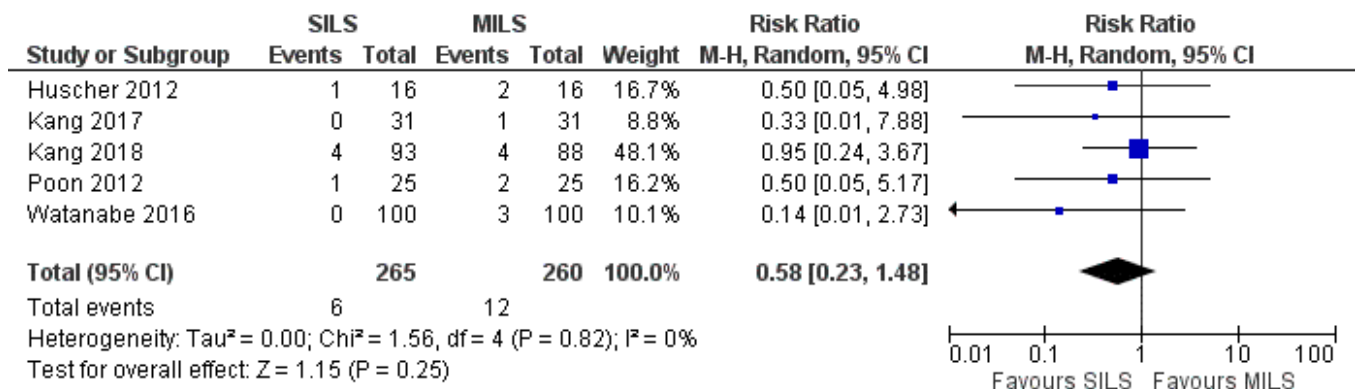 SILS MILS Risk Ratio Risk Ratio
Study or Subgroup Events Total Events Total Weight M-H, Random, 95% CI M-H, Random, 95% CI
Huscher 2012 1 16 2 16 16.7% 0.50 [0.05, 4.98]
Kang 2017 0 31 1 31 8.8% 0.33 [0.01, 7.88]
Kang 2018 4 93 4 88 48.1% 0.95 [0.24, 3.67]
Poon 2012 1 25 2 25 16.2% 0.50 [0.05, 5.17]
Watanabe 2016 0 100 3 100 10.1% 0.14 [0.01, 2.73]
Total (95% CI) 265 260 100.0% 0.58 [0.23, 1.48]
Total events 6 12
Heterogeneity: Tau² = 0.00; Chi² = 1.56, df = 4 (P = 0.82); I² = 0%
Test for overall effect: Z = 1.15 (P = 0.25)
0.01 0.1 1 10 100
Favours SILS Favours MILS